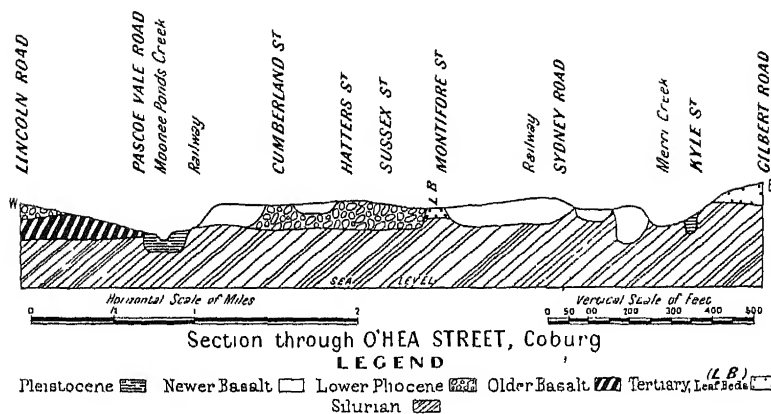 LINCOLN ROAD
PASCOE VALE ROAD
Moonee Ponds Creek
Railway
CUMBERLAND ST
HATTERS ST
SUSSEX ST
L B
MONTIFORE ST
Railway
SYDNEY ROAD
Merri Creek
KYLE ST
GILBERT ROAD
W
E
SEA LEVEL
Horizontal Scale of Miles
0 ½ 1 2
Vertical Scale of Feet
0 50 100 200 300 400 500
Section through O'HEA STREET, Coburg
LEGEND
Pleistocene Newer Basalt Lower Pliocene Older Basalt Tertiary, (L B) Leaf Beds
Silurian